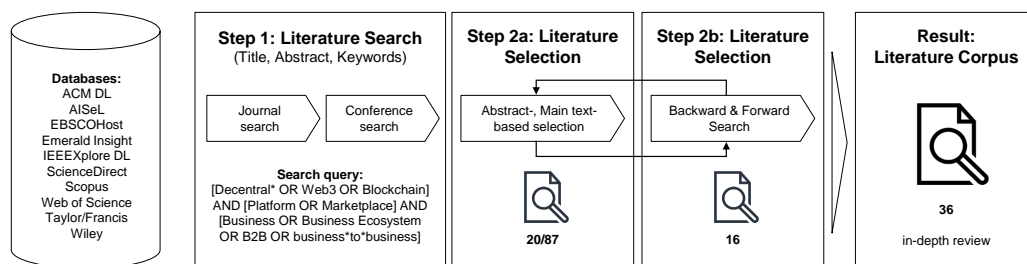 Databases:
ACM DL
AISeL
EBSCOHost
Emerald Insight
IEEEXplore DL
ScienceDirect
Scopus
Web of Science
Taylor/Francis
Wiley
Step 1: Literature Search
(Title, Abstract, Keywords)
Journal
search
Conference
search
Search query:
[Decentral* OR Web3 OR Blockchain]
AND [Platform OR Marketplace] AND
[Business OR Business Ecosystem
OR B2B OR business*to*business]
Step 2a: Literature
Selection
Abstract-, Main text-
based selection
20/87
Step 2b: Literature
Selection
Backward & Forward
Search
16
Result:
Literature Corpus
36
in-depth review